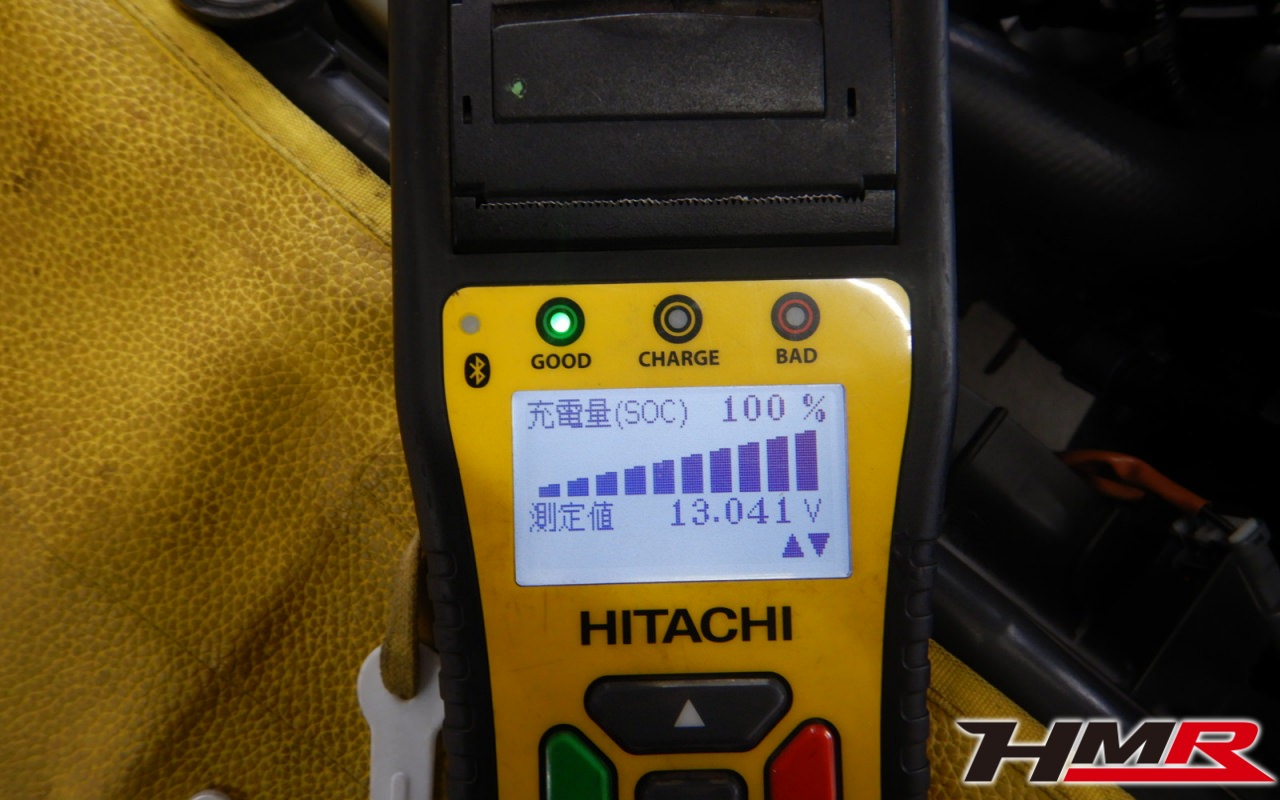 GOOD CHARGE BAD
充電量(SOC) 100 %
測定値 13.041 V
HITACHI
HMR